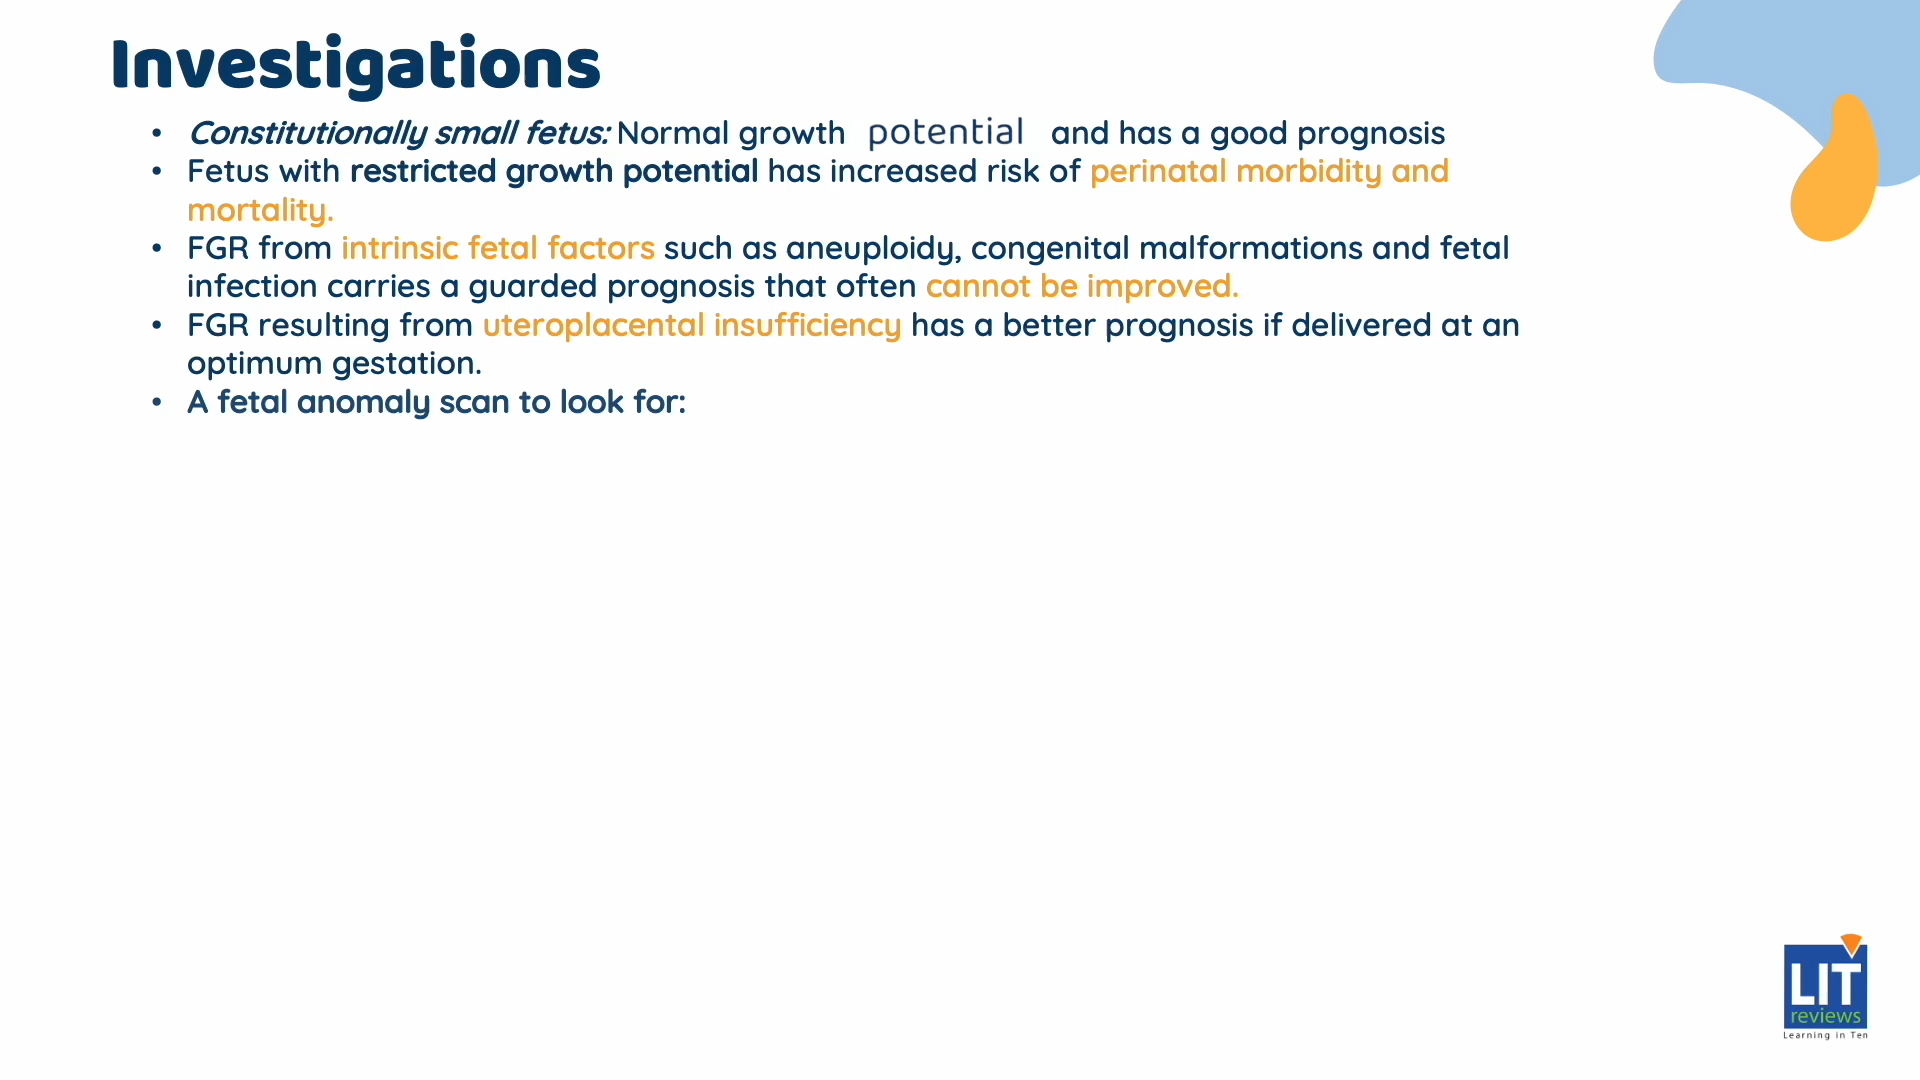 Investigations
• Constitutionally small fetus: Normal growth potential and has a good prognosis
• Fetus with restricted growth potential has increased risk of perinatal morbidity and
mortality.
• FGR from intrinsic fetal factors such as aneuploidy, congenital malformations and fetal
infection carries a guarded prognosis that often cannot be improved.
• FGR resulting from uteroplacental insufficiency has a better prognosis if delivered at an
optimum gestation.
• A fetal anomaly scan to look for:
LIT
reviews
Learning in Ten